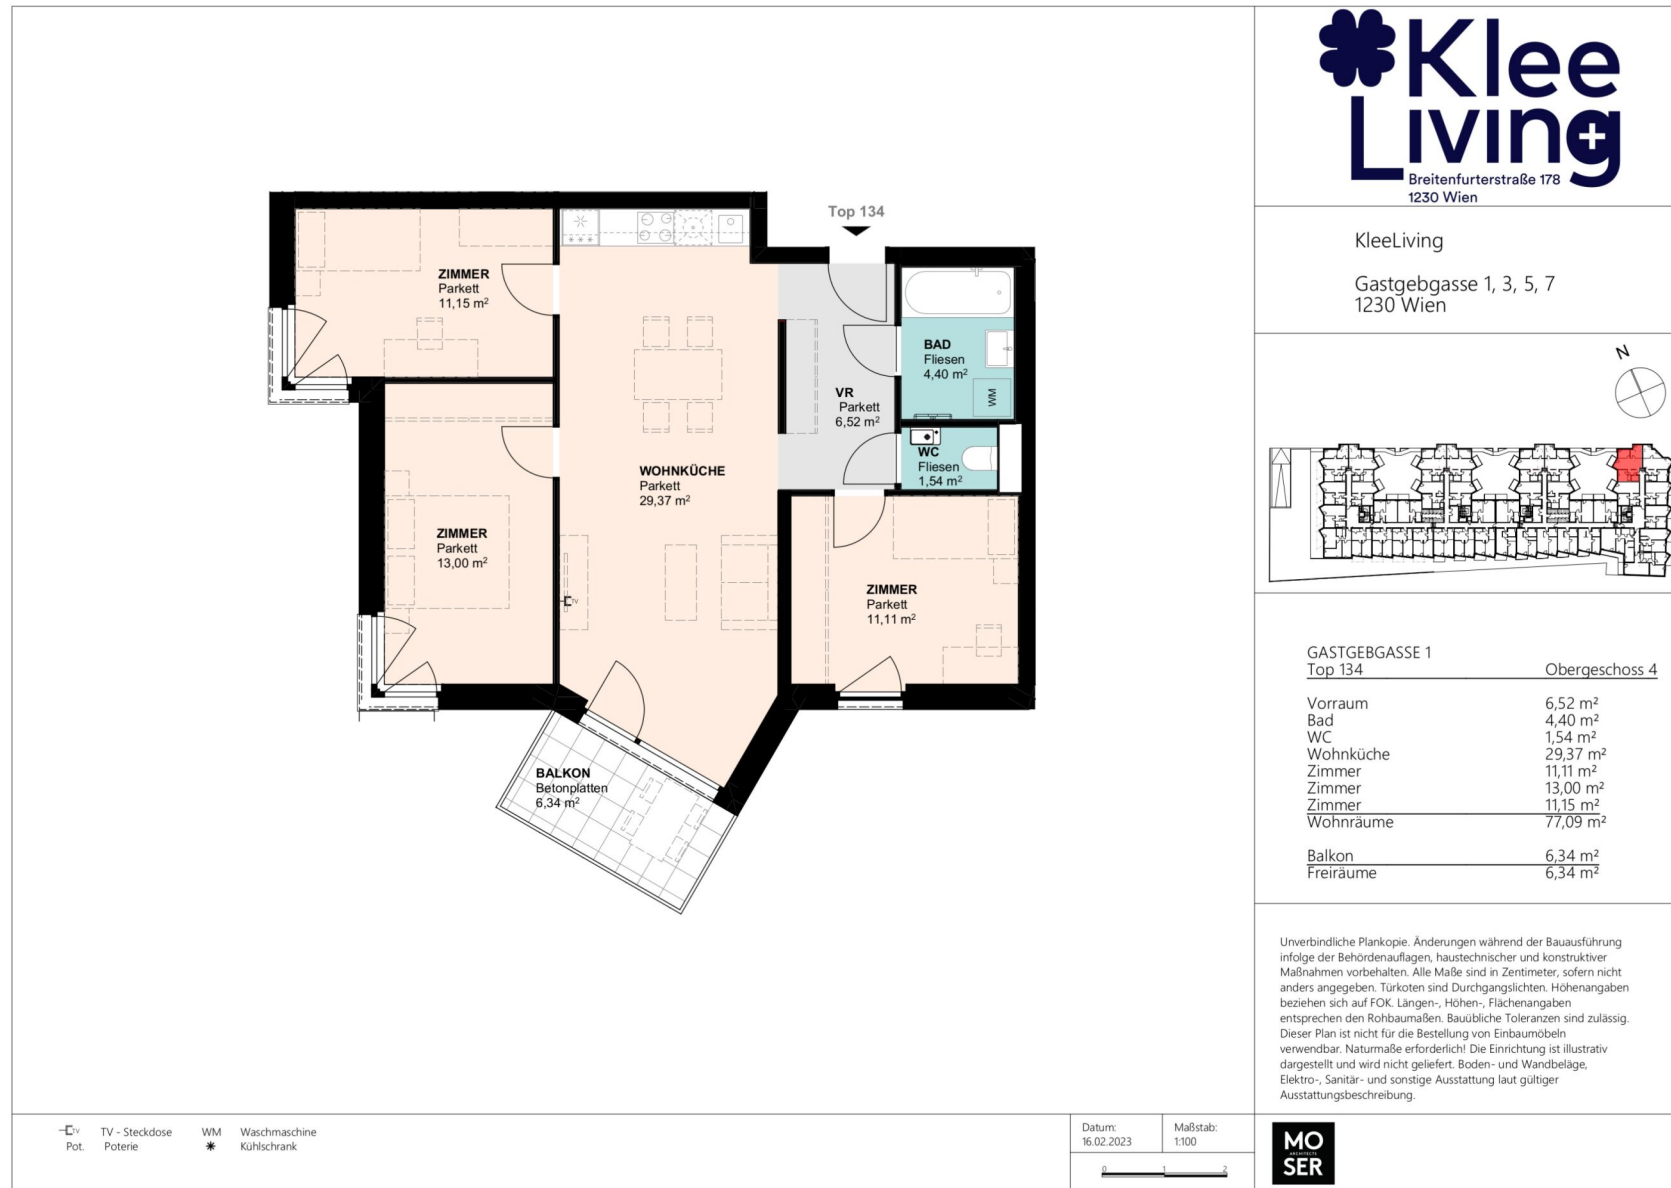 Klee
Living
Breitenfurterstraße 178
1230 Wien
KleeLiving
Gastgebgasse 1, 3, 5, 7
1230 Wien
N
Top 134
ZIMMER
Parkett
11,15 m²
BAD
Fliesen
4,40 m²
WM
VR
Parkett
6,52 m²
WC
Fliesen
1,54 m²
WOHNKÜCHE
Parkett
29,37 m²
ZIMMER
Parkett
13,00 m²
TV
ZIMMER
Parkett
11,11 m²
BALKON
Betonplatten
6,34 m²
GASTGEBGASSE 1
Top 134 Obergeschoss 4
Vorraum 6,52 m²
Bad 4,40 m²
WC 1,54 m²
Wohnküche 29,37 m²
Zimmer 11,11 m²
Zimmer 13,00 m²
Zimmer 11,15 m²
Wohnräume 77,09 m²
Balkon 6,34 m²
Freiräume 6,34 m²
Unverbindliche Plankopie. Änderungen während der Bauausführung
infolge der Behördenauflagen, haustechnischer und konstruktiver
Maßnahmen vorbehalten. Alle Maße sind in Zentimeter, sofern nicht
anders angegeben. Türkoten sind Durchgangslichten. Höhenangaben
beziehen sich auf FOK. Längen-, Höhen-, Flächenangaben
entsprechen den Rohbaumaßen. Bauübliche Toleranzen sind zulässig.
Dieser Plan ist nicht für die Bestellung von Einbaumöbeln
verwendbar. Naturmaße erforderlich! Die Einrichtung ist illustrativ
dargestellt und wird nicht geliefert. Boden- und Wandbeläge,
Elektro-, Sanitär- und sonstige Ausstattung laut gültiger
Ausstattungsbeschreibung.
TV TV - Steckdose WM Waschmaschine
Pot. Poterie Kühlschrank
Datum: Maßstab:
16.02.2023 1:100
0 1 2
MO
ARCHITECTS
SER